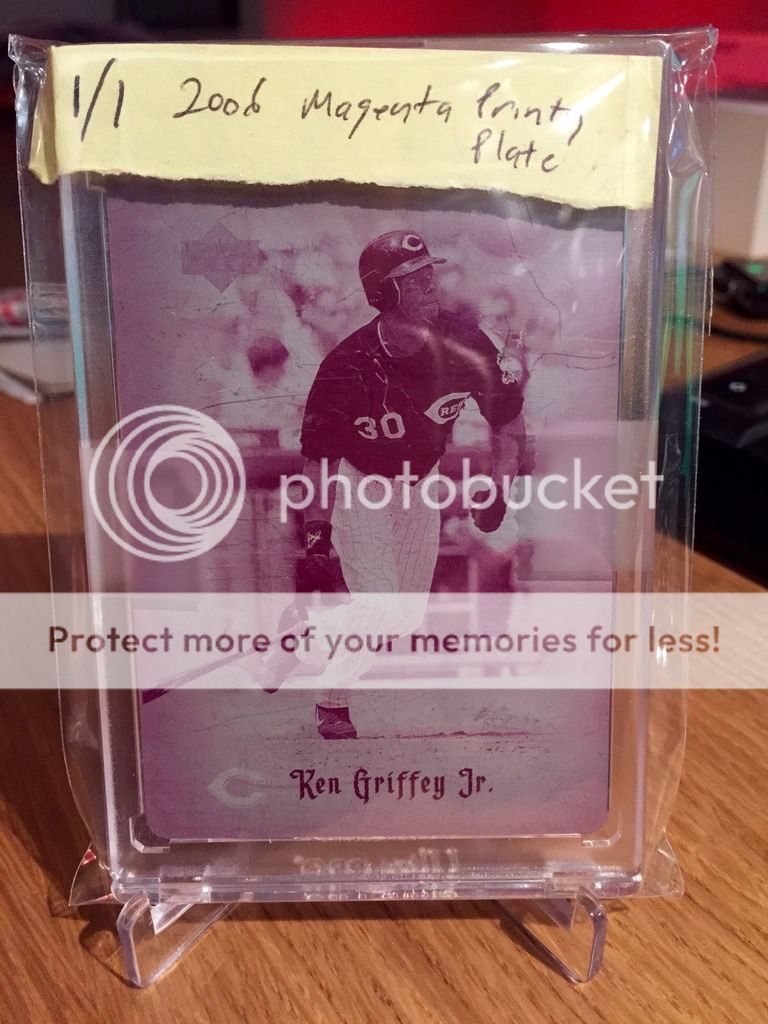 1/1 2006 Magenta Printing
Plate
REDS
30
photobucket
Protect more of your memories for less!
Ken Griffey Jr.